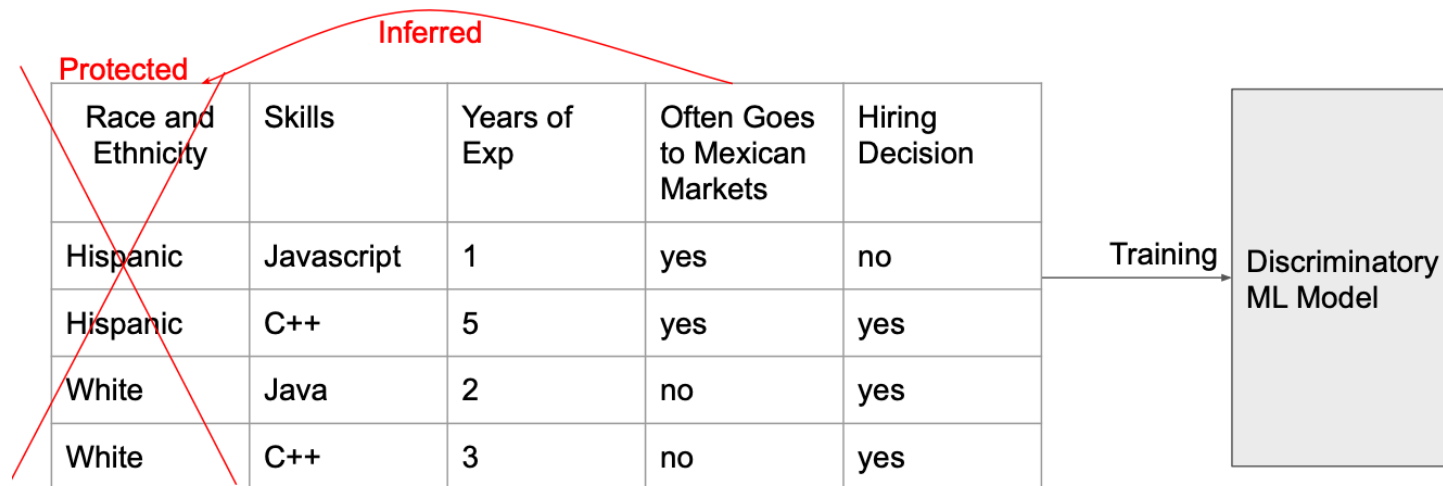 Inferred
Protected
Race and
Ethnicity
Skills
Years of
Exp
Often Goes
to Mexican
Markets
Hiring
Decision
Hispanic
Javascript
1
yes
no
Hispanic
C++
5
yes
yes
White
Java
2
no
yes
White
C++
3
no
yes
Training
Discriminatory
ML Model